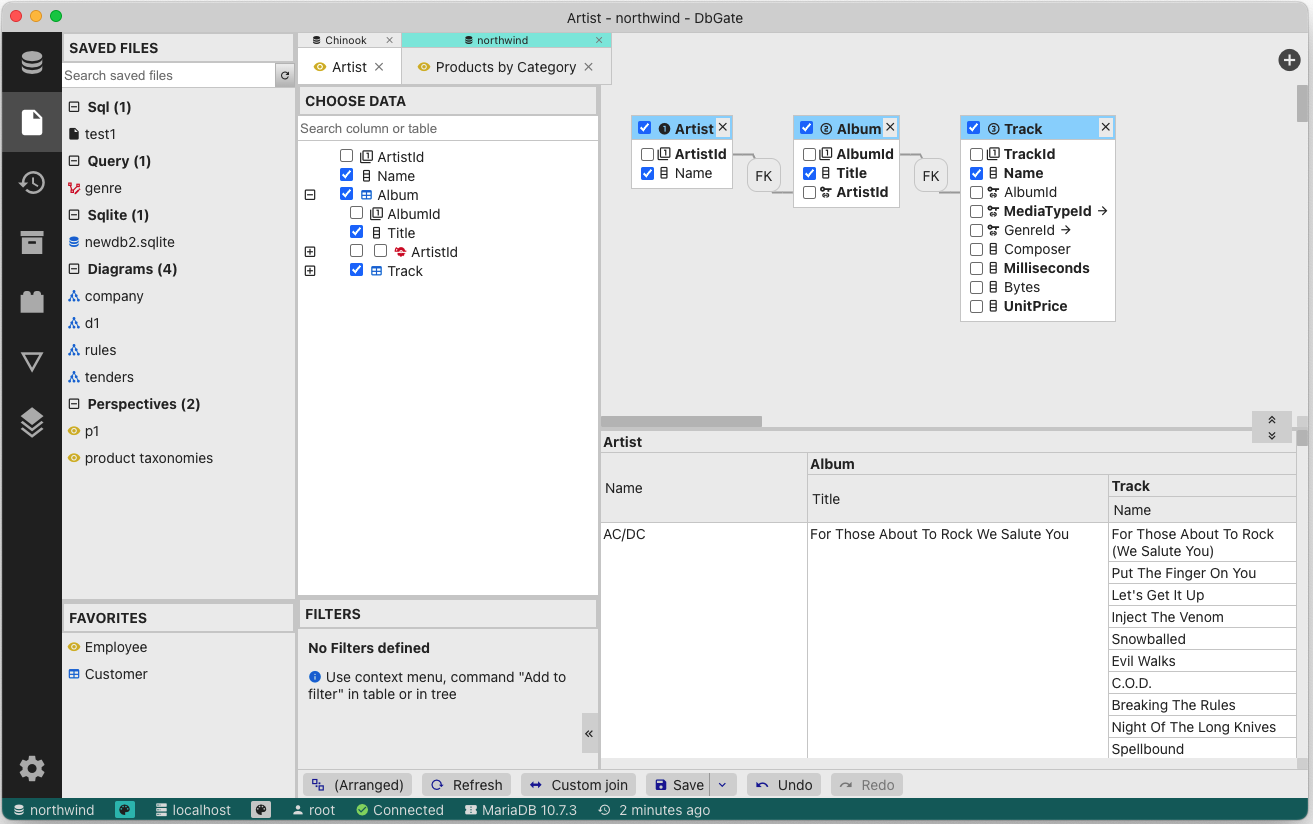 Artist - northwind - DbGate
SAVED FILES
Search saved files
Sql (1)
test1
Query (1)
genre
Sqlite (1)
newdb2.sqlite
Diagrams (4)
company
d1
rules
tenders
Perspectives (2)
p1
product taxonomies
FAVORITES
Employee
Customer
Chinook
northwind
Artist
Products by Category
CHOOSE DATA
Search column or table
ArtistId
Name
Album
AlbumId
Title
ArtistId
Track
FILTERS
No Filters defined
Use context menu, command "Add to
filter" in table or in tree
1 Artist
ArtistId
Name
FK
2 Album
AlbumId
Title
ArtistId
FK
3 Track
TrackId
Name
AlbumId
MediaTypeId
GenreId
Composer
Milliseconds
Bytes
UnitPrice
Artist
Album
Name
Title
Track
Name
AC/DC
For Those About To Rock We Salute You
For Those About To Rock
(We Salute You)
Put The Finger On You
Let's Get It Up
Inject The Venom
Snowballed
Evil Walks
C.O.D.
Breaking The Rules
Night Of The Long Knives
Spellbound
(Arranged)
Refresh
Custom join
Save
Undo
Redo
northwind
localhost
root
Connected
MariaDB 10.7.3
2 minutes ago